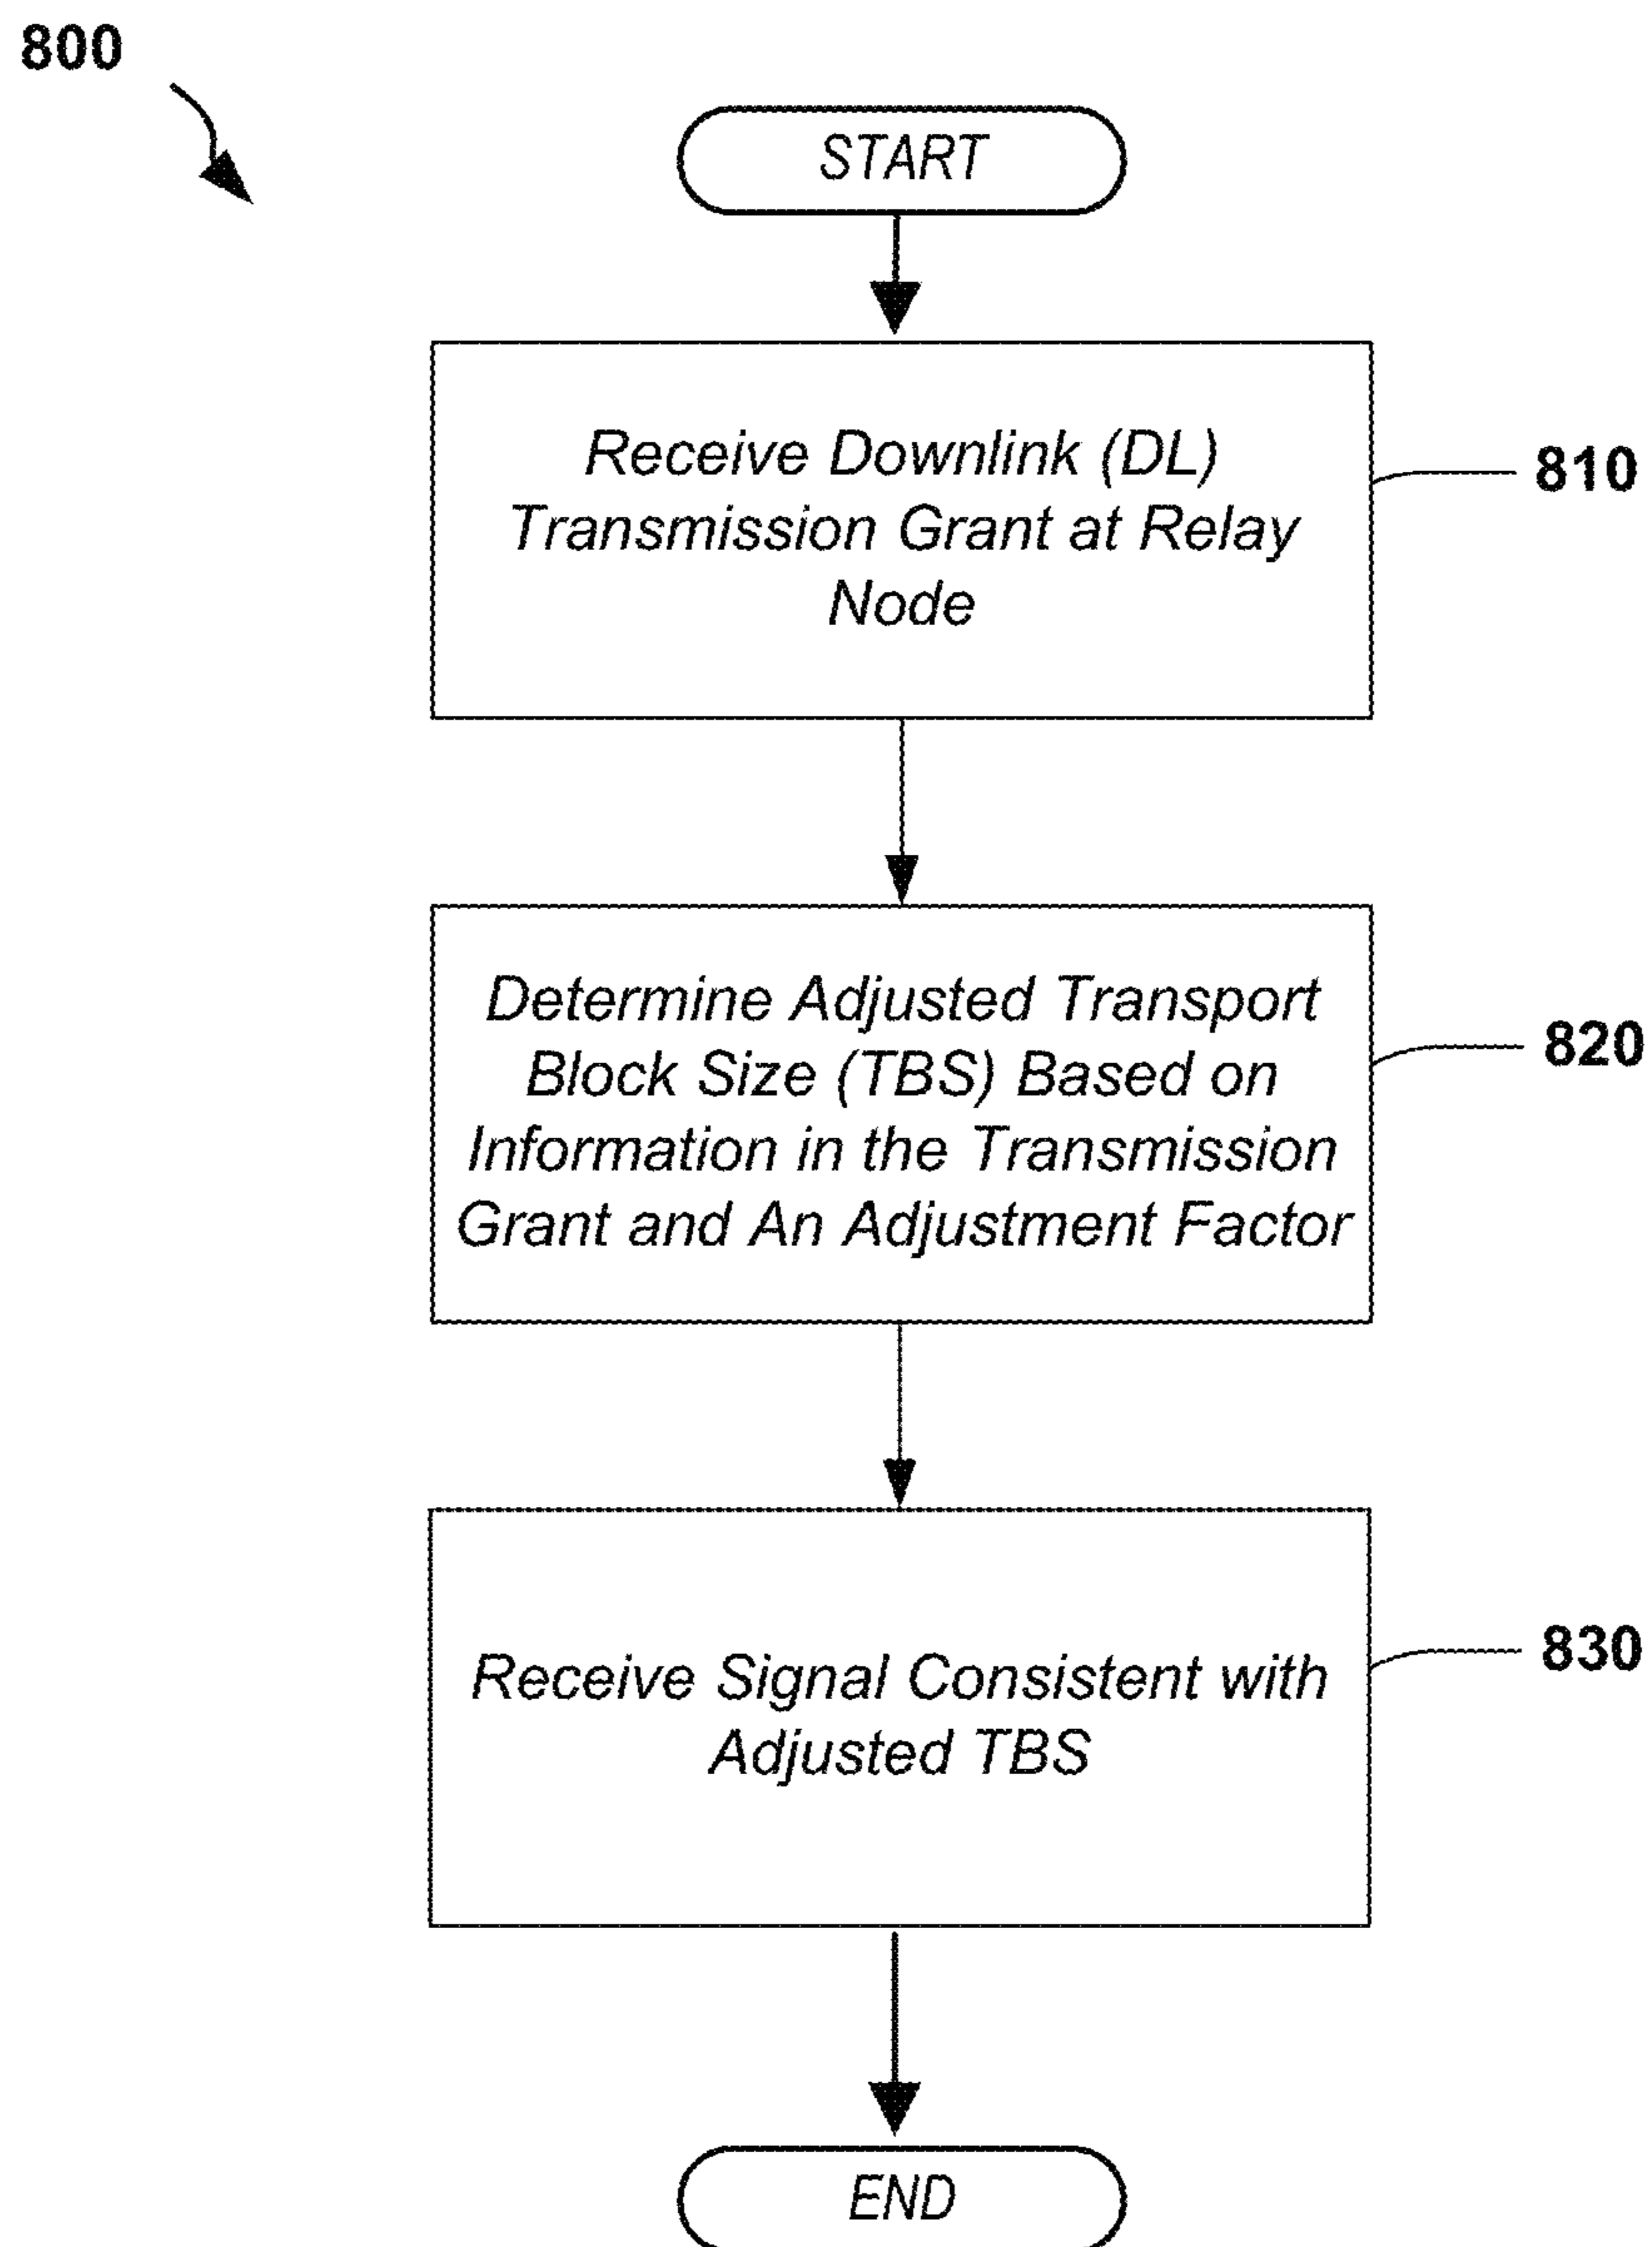 800
START
Receive Downlink (DL)
Transmission Grant at Relay
Node
810
Determine Adjusted Transport
Block Size (TBS) Based on
Information in the Transmission
Grant and An Adjustment Factor
820
Receive Signal Consistent with
Adjusted TBS
830
END